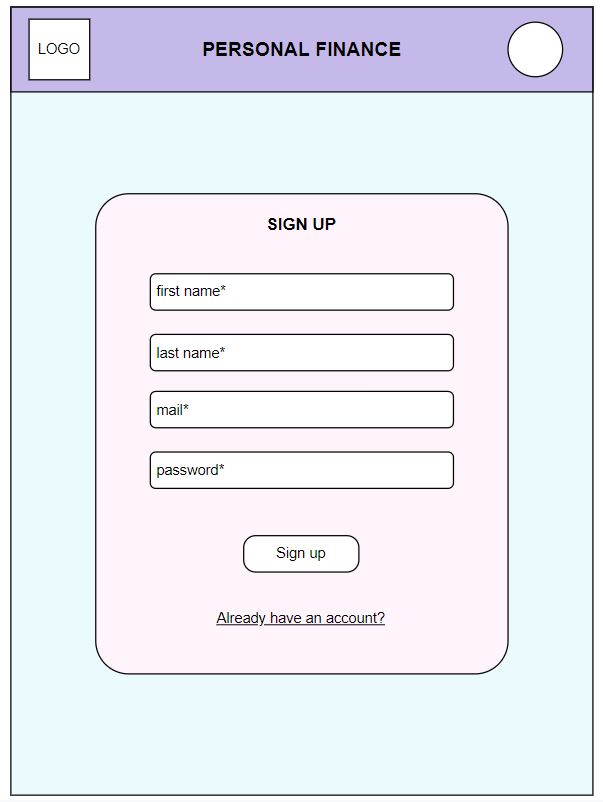 LOGO
PERSONAL FINANCE
SIGN UP
first name*
last name*
mail*
password*
Sign up
Already have an account?